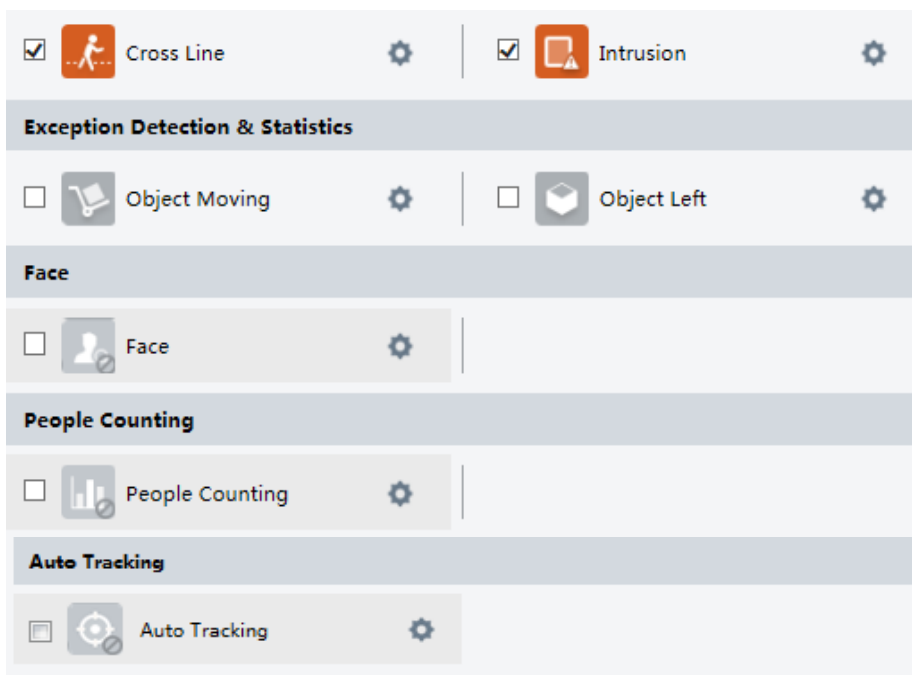 Cross Line
Intrusion
Exception Detection & Statistics
Object Moving
Object Left
Face
Face
People Counting
People Counting
Auto Tracking
Auto Tracking